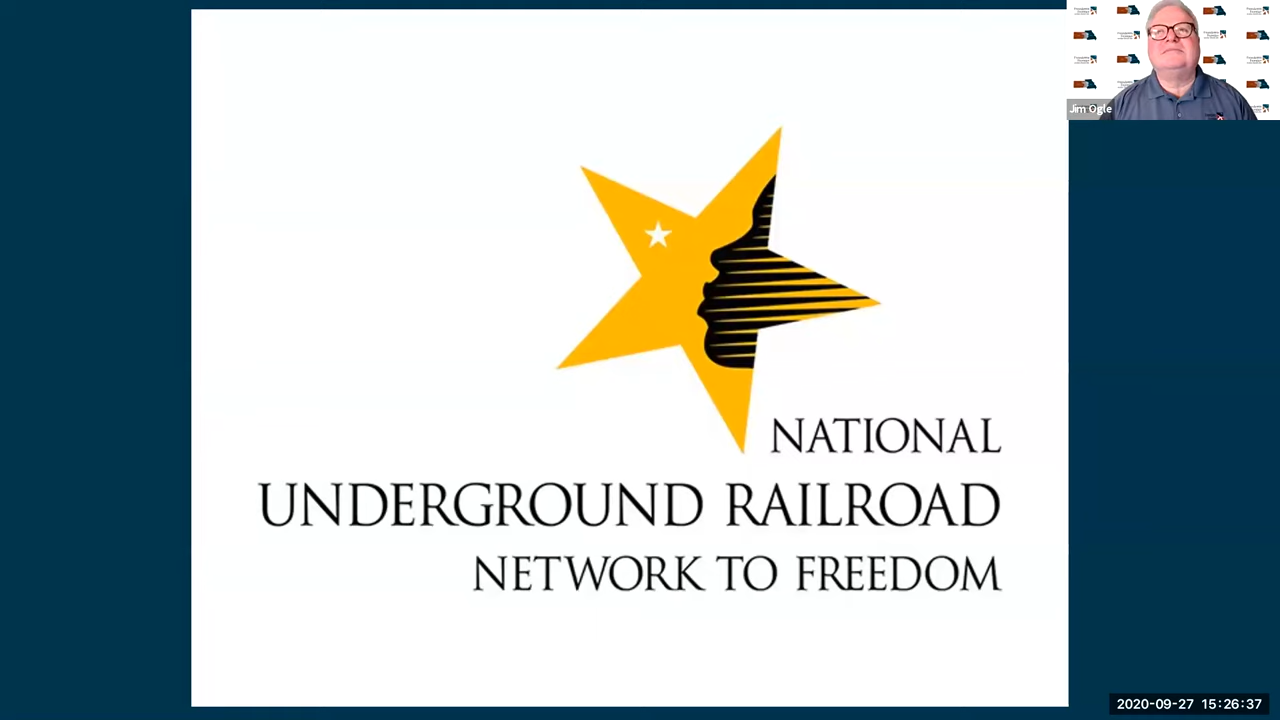 Jim Ogle
NATIONAL
UNDERGROUND RAILROAD
NETWORK TO FREEDOM
2020-09-27 15:26:37